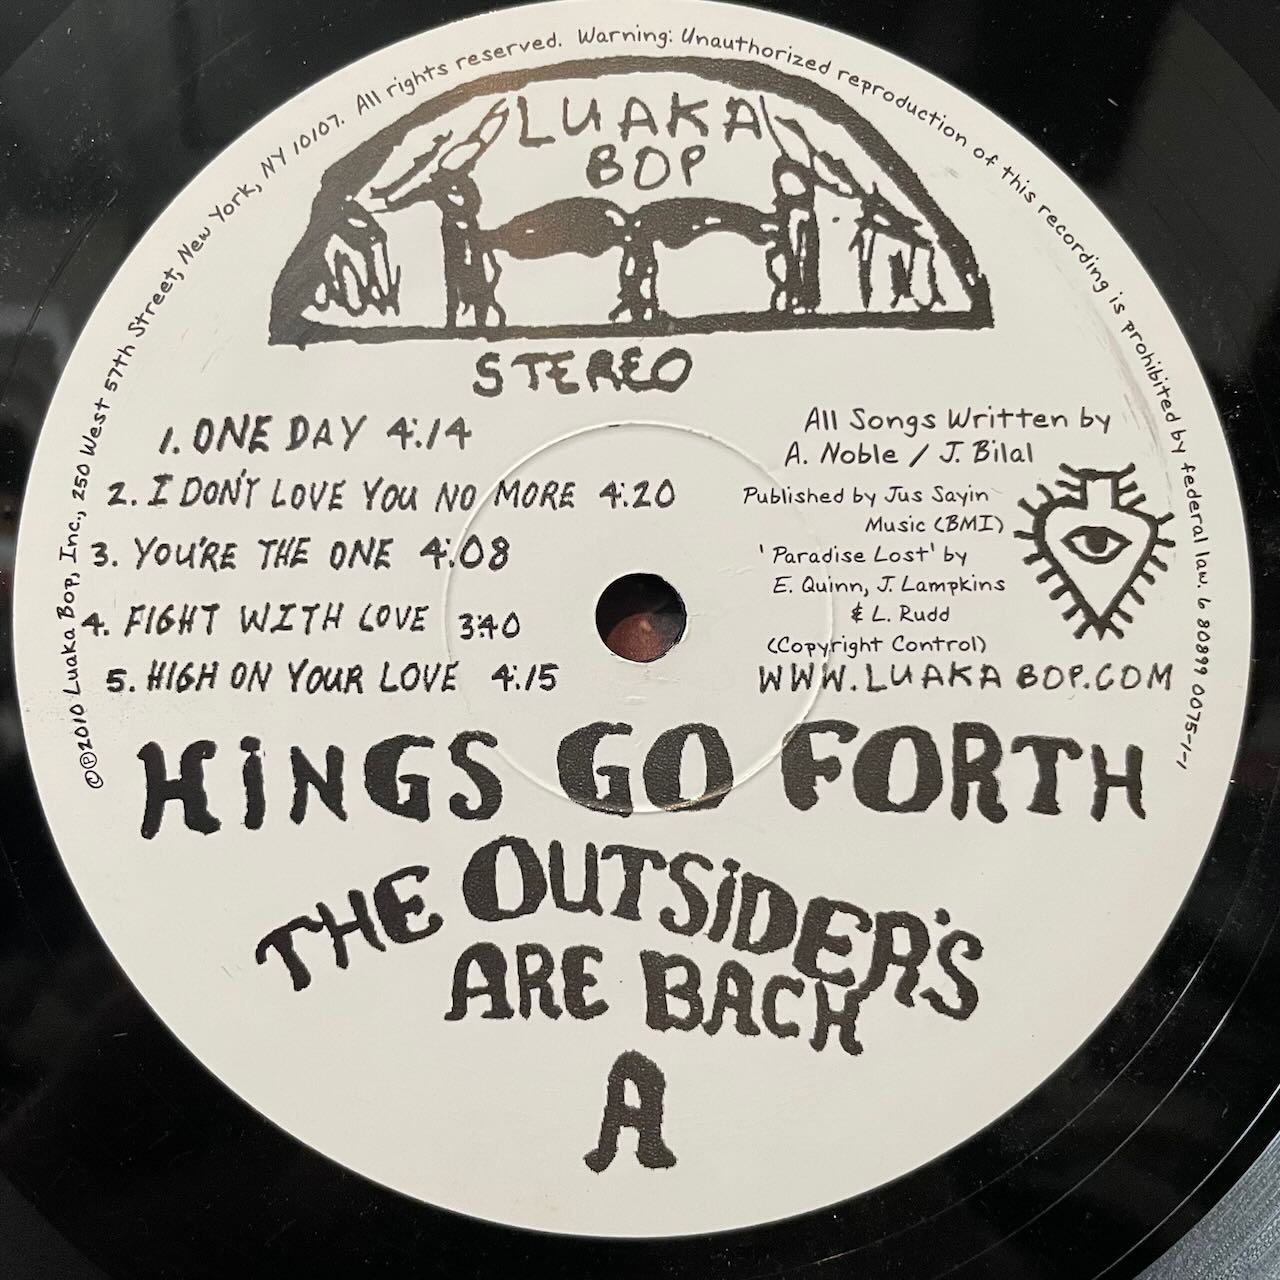 ©℗2010 Luaka Bop, Inc., 250 West 57th Street, New York, NY 10107. All rights reserved. Warning: Unauthorized reproduction of this recording is prohibited by federal law. 6 80899 0075-1-1
LUAKA
BOP
STEREO
1. ONE DAY 4:14
2. I DON'T LOVE YOU NO MORE 4:20
3. YOU'RE THE ONE 4:08
4. FIGHT WITH LOVE 3:40
5. HIGH ON YOUR LOVE 4:15
All Songs Written by
A. Noble / J. Bilal
Published by Jus Sayin
Music (BMI)
'Paradise Lost' by
E. Quinn, J. Lampkins
& L. Rudd
(Copyright Control)
WWW.LUAKA BOP.COM
KINGS GO FORTH
THE OUTSIDER'S
ARE BACK
A